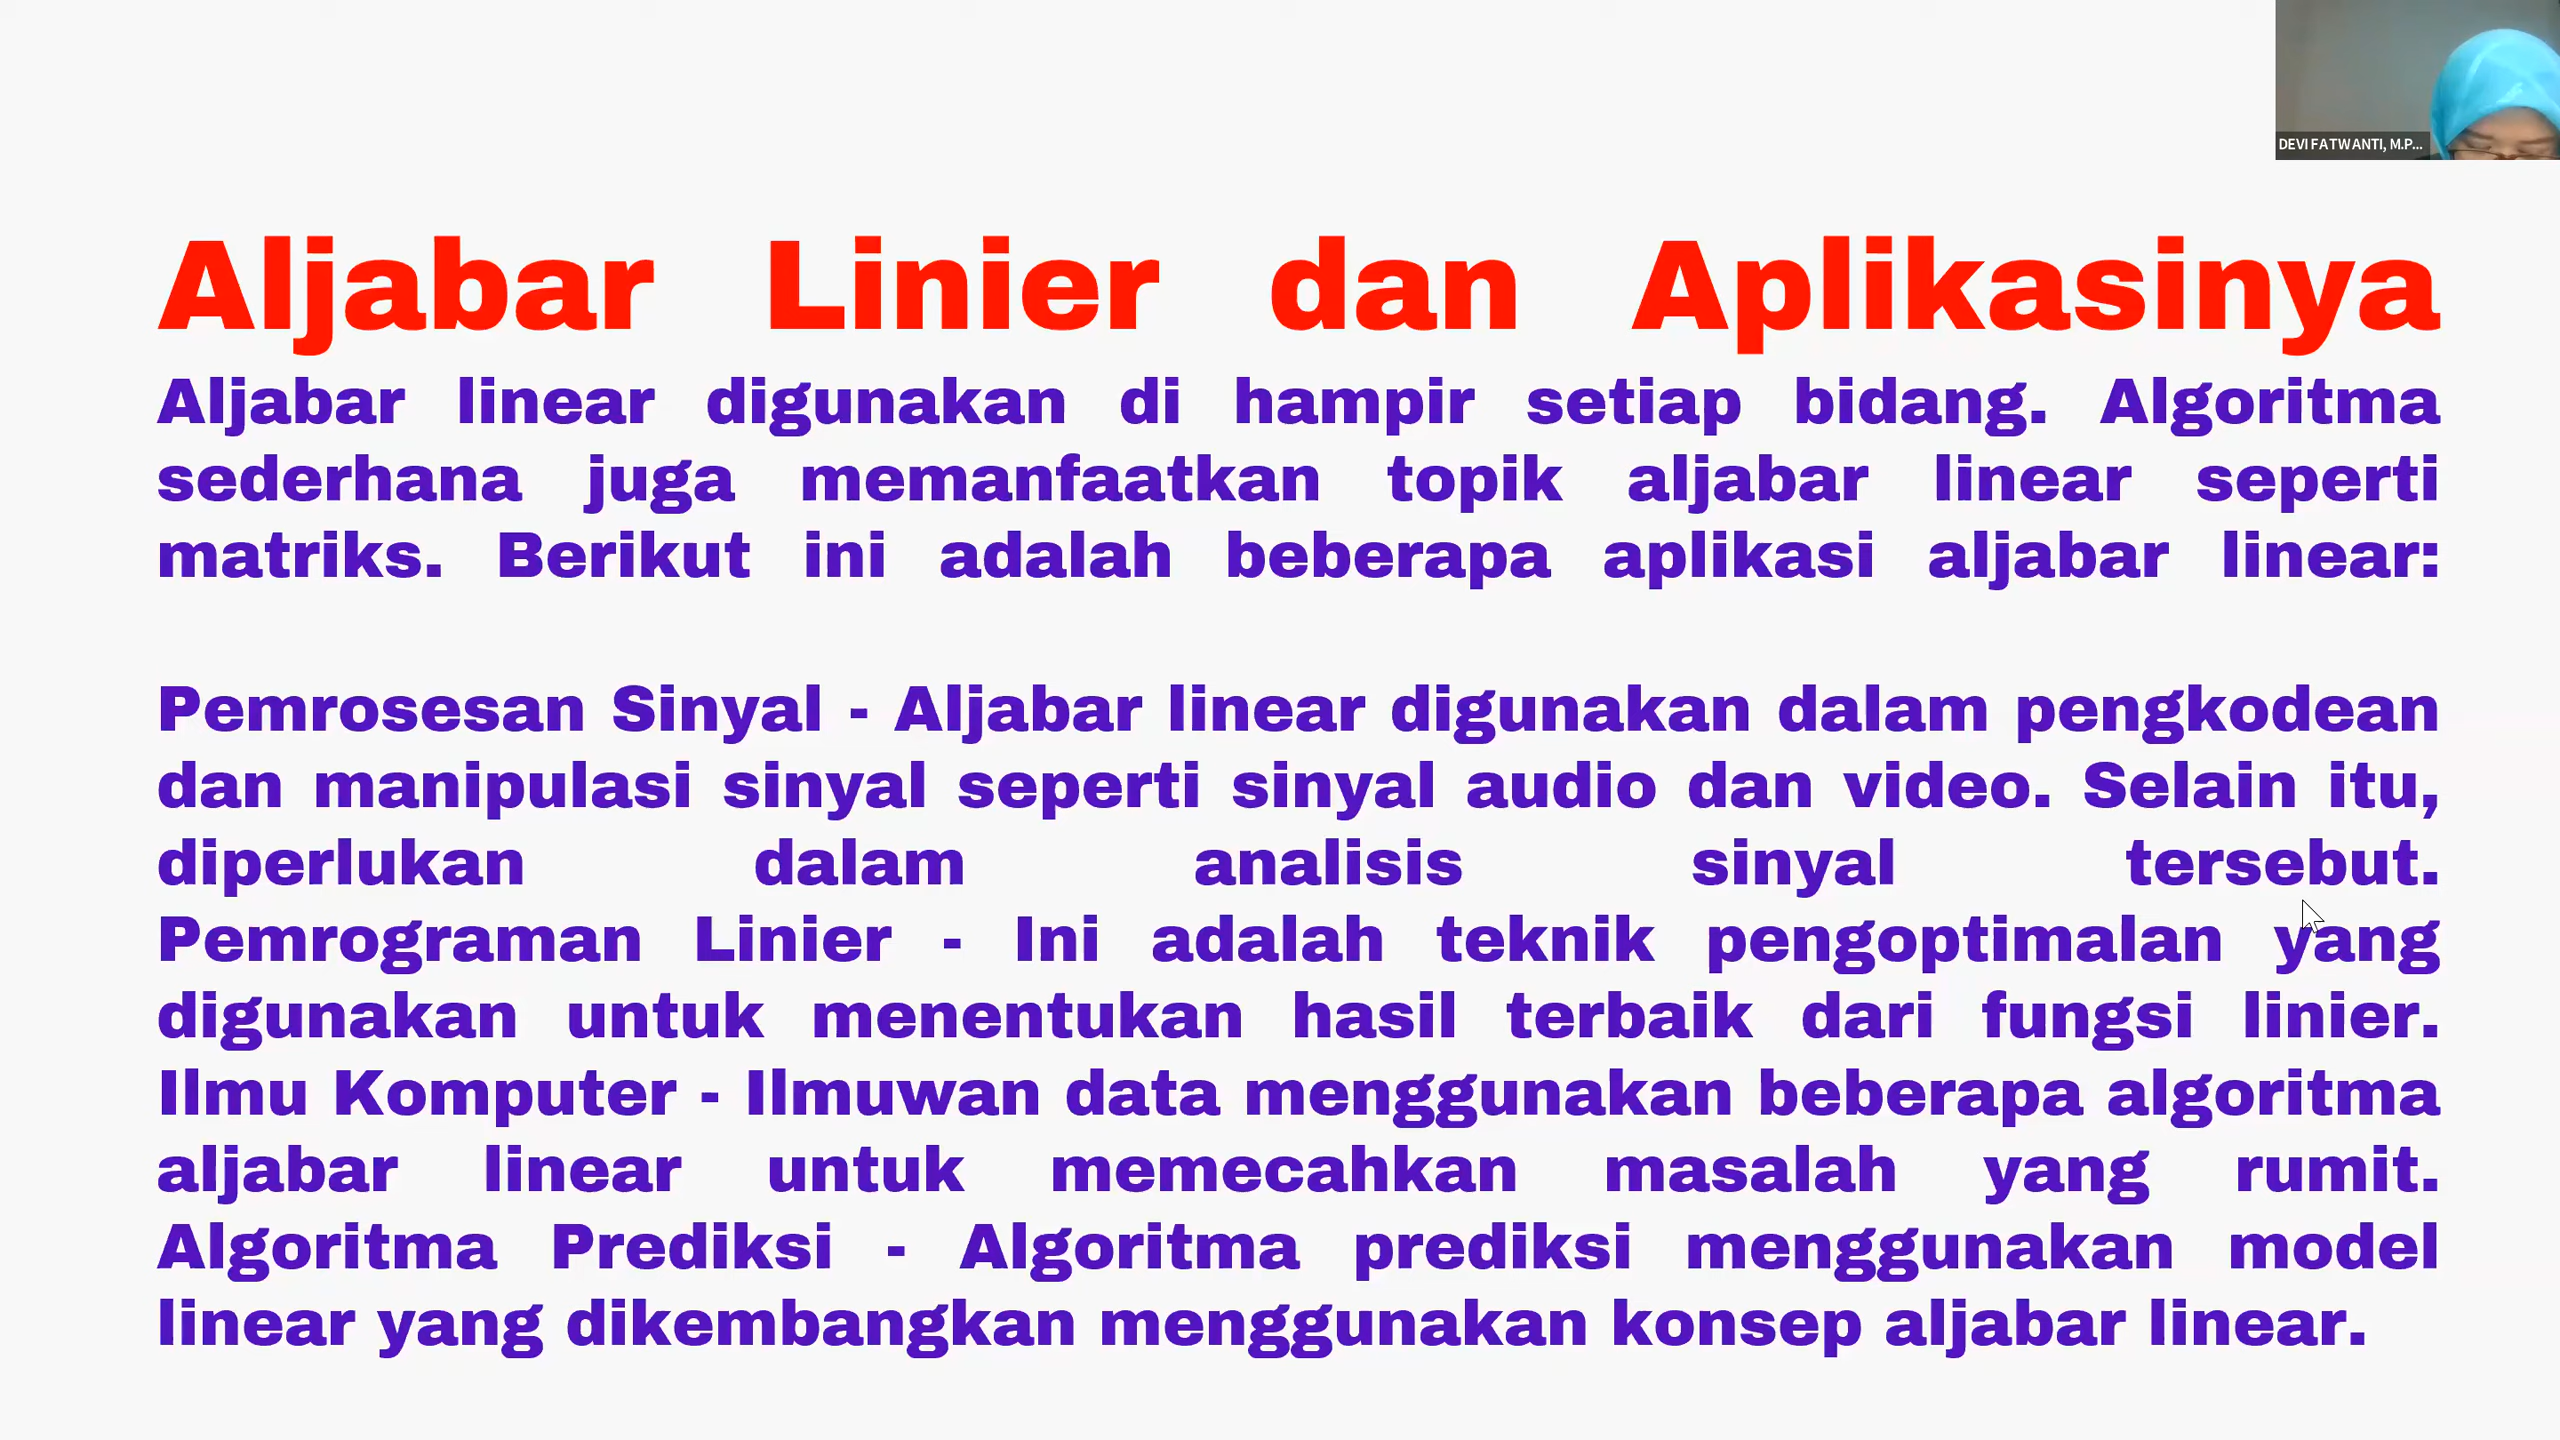 DEVI FATWANTI, M.P...
Aljabar Linier dan Aplikasinya
Aljabar linear digunakan di hampir setiap bidang. Algoritma
sederhana juga memanfaatkan topik aljabar linear seperti
matriks. Berikut ini adalah beberapa aplikasi aljabar linear:
Pemrosesan Sinyal - Aljabar linear digunakan dalam pengkodean
dan manipulasi sinyal seperti sinyal audio dan video. Selain itu,
diperlukan dalam analisis sinyal tersebut.
Pemrograman Linier - Ini adalah teknik pengoptimalan yang
digunakan untuk menentukan hasil terbaik dari fungsi linier.
Ilmu Komputer - Ilmuwan data menggunakan beberapa algoritma
aljabar linear untuk memecahkan masalah yang rumit.
Algoritma Prediksi - Algoritma prediksi menggunakan model
linear yang dikembangkan menggunakan konsep aljabar linear.